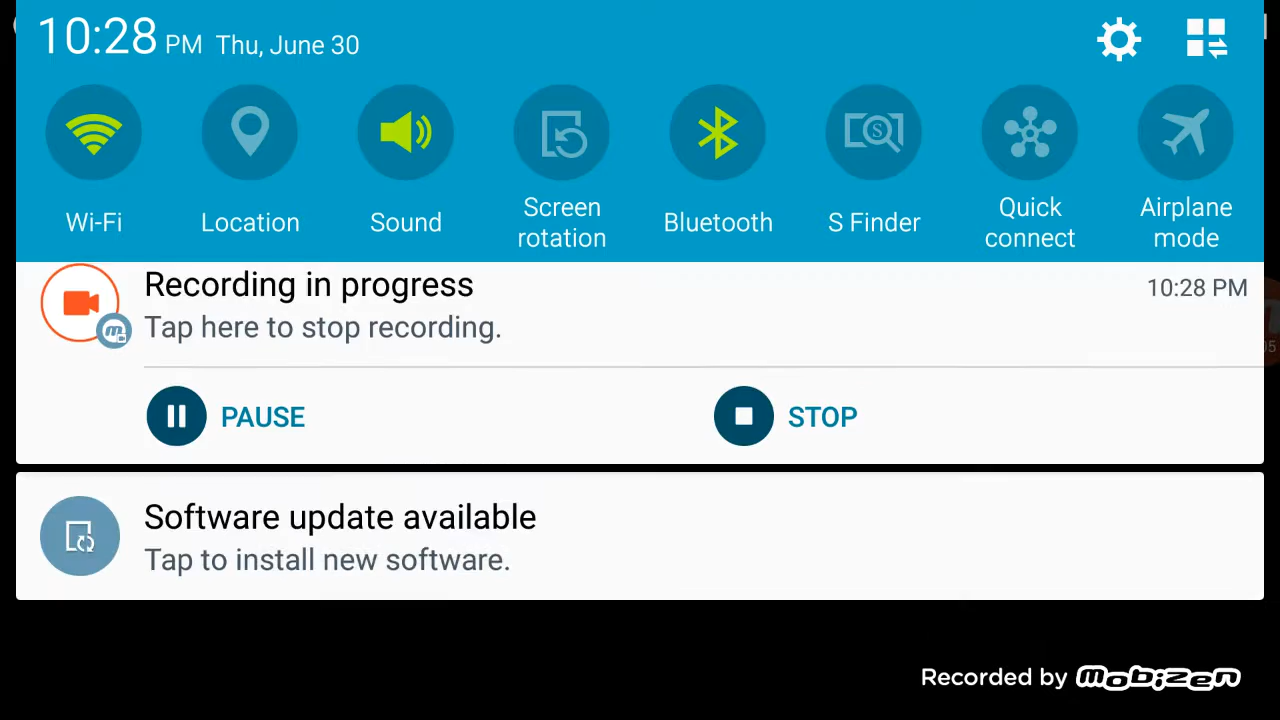 10:28 PM Thu, June 30
Wi-Fi
Location
Sound
Screen
rotation
Bluetooth
S Finder
Quick
connect
Airplane
mode
Recording in progress
10:28 PM
Tap here to stop recording.
PAUSE
STOP
Software update available
Tap to install new software.
Recorded by mobizen